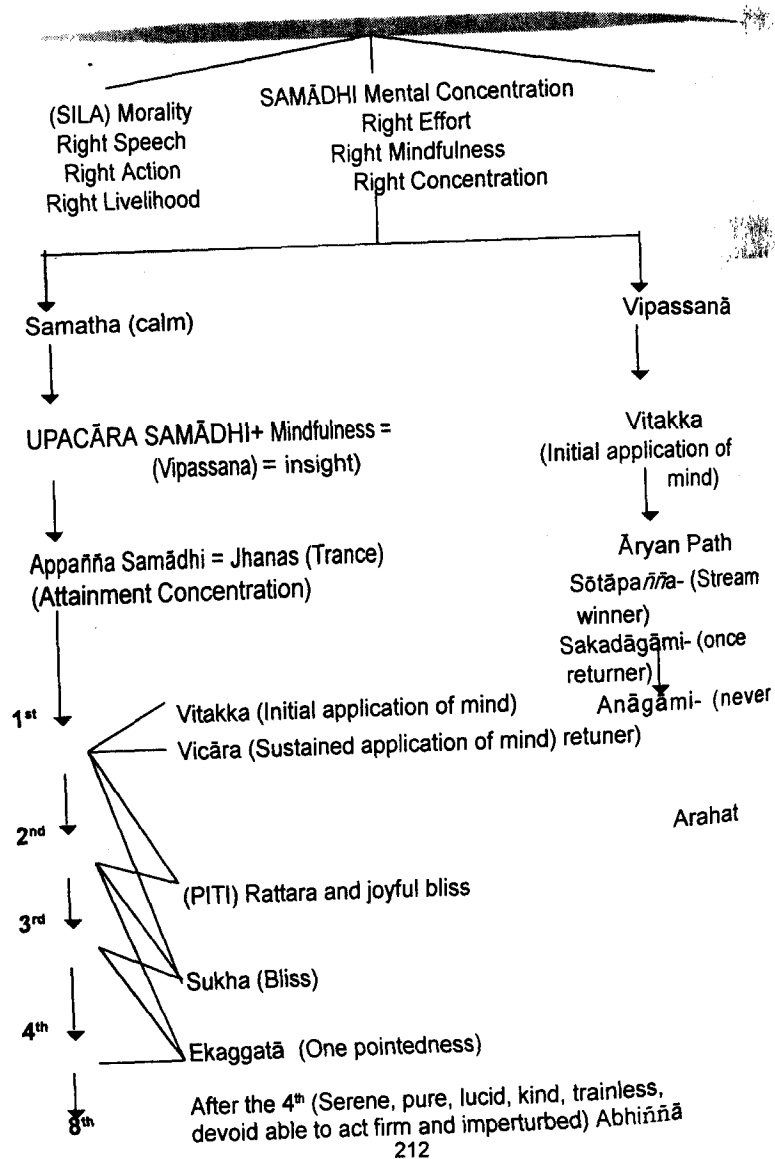 (SILA) Morality
Right Speech
Right Action
Right Livelihood
SAMĀDHI Mental Concentration
Right Effort
Right Mindfulness
Right Concentration
Samatha (calm)
Vipassanā
UPACĀRA SAMĀDHI+ Mindfulness =
(Vipassana) = insight)
Vitakka
(Initial application of
mind)
Appañña Samādhi = Jhanas (Trance)
(Attainment Concentration)
Āryan Path
Sōtāpañña- (Stream
winner)
Sakadāgāmi- (once
returner)
Anāgāmi- (never
1st
Vitakka (Initial application of mind)
Vicāra (Sustained application of mind) retuner)
Arahat
2nd
(PITI) Rattara and joyful bliss
3rd
Sukha (Bliss)
4th
Ekaggatā (One pointedness)
8th
After the 4th (Serene, pure, lucid, kind, trainless,
devoid able to act firm and imperturbed) Abhiññā
212